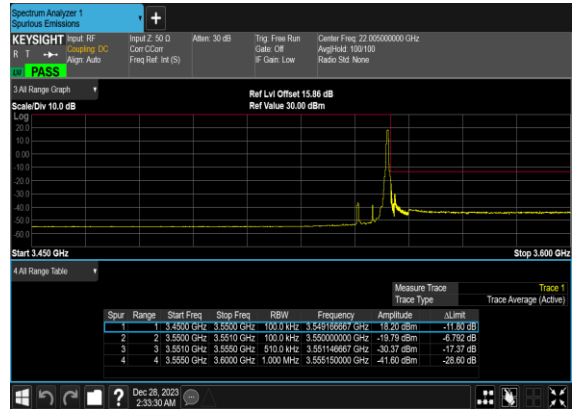 Spectrum Analyzer 1
Spurious Emissions
KEYSIGHT Input: RF Input Z: 50 Ω Atten: 30 dB Trig: Free Run Center Freq: 22.005000000 GHz
R T Coupling: DC Corr CCorr Gate: Off Avg|Hold: 100/100
Align: Auto Freq Ref: Int (S) IF Gain: Low Radio Std: None
PASS
3 All Range Graph
Ref Lvl Offset 15.86 dB
Scale/Div 10.0 dB Ref Value 30.00 dBm
Log
20.0
10.0
0.00
-10.0
-20.0
-30.0
-40.0
-50.0
-60.0
Start 3.450 GHz Stop 3.600 GHz
4 All Range Table
Measure Trace Trace 1
Trace Type Trace Average (Active)
Spur Range Start Freq Stop Freq RBW Frequency Amplitude ΔLimit
1 1 3.4500 GHz 3.5500 GHz 100.0 kHz 3.549166667 GHz 18.20 dBm -11.80 dB
2 2 3.5500 GHz 3.5510 GHz 100.0 kHz 3.550000000 GHz -19.79 dBm -6.792 dB
3 3 3.5510 GHz 3.5550 GHz 510.0 kHz 3.551146667 GHz -30.37 dBm -17.37 dB
4 4 3.5550 GHz 3.6000 GHz 1.000 MHz 3.555150000 GHz -41.60 dBm -28.60 dB
? Dec 28, 2023
2:33:30 AM